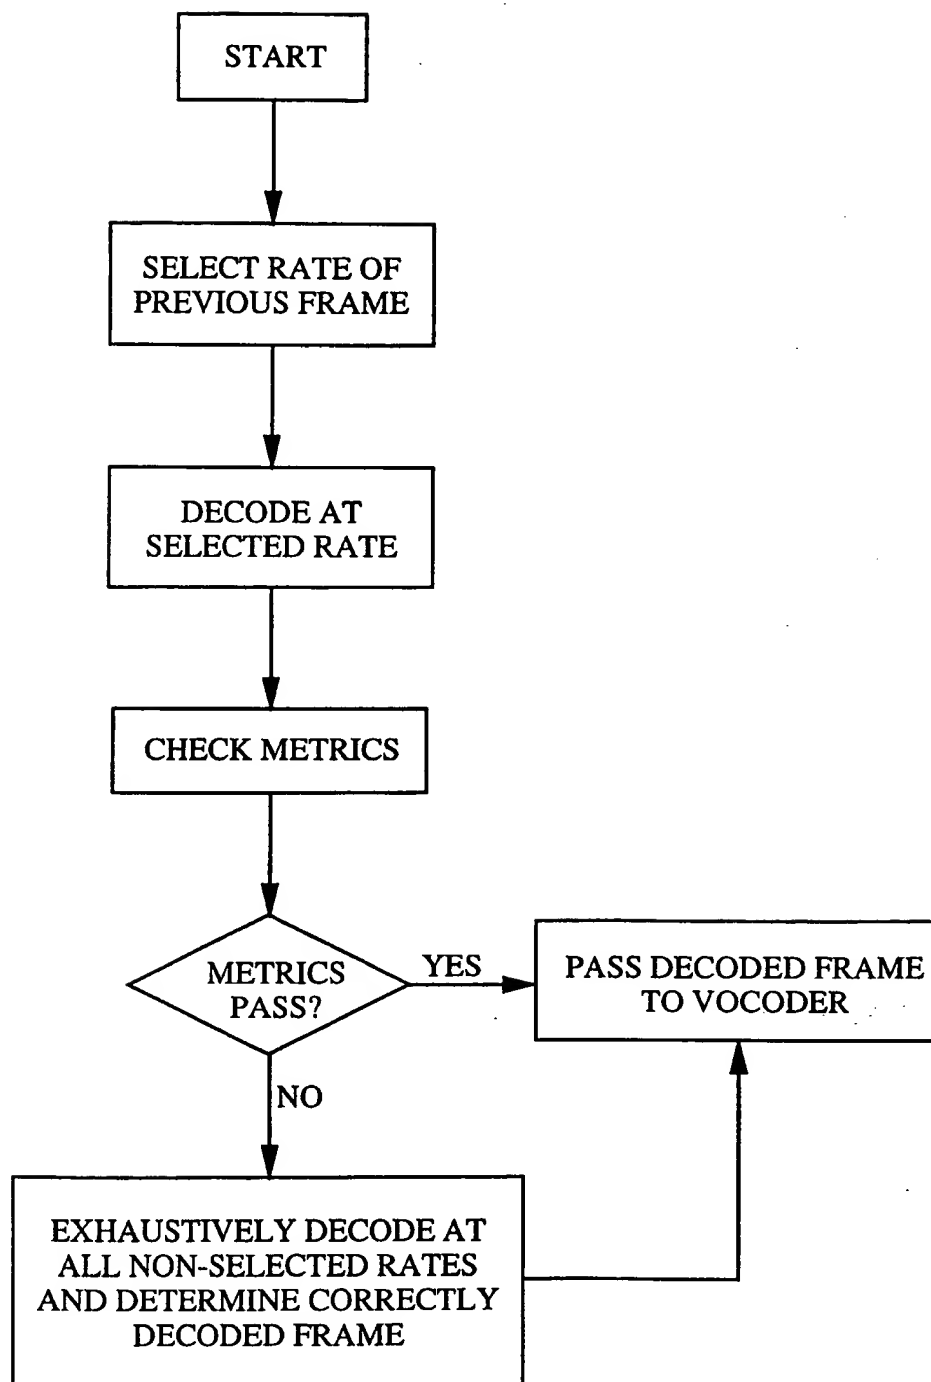 START
SELECT RATE OF
PREVIOUS FRAME
DECODE AT
SELECTED RATE
CHECK METRICS
METRICS
PASS?
YES
PASS DECODED FRAME
TO VOCODER
NO
EXHAUSTIVELY DECODE AT
ALL NON-SELECTED RATES
AND DETERMINE CORRECTLY
DECODED FRAME